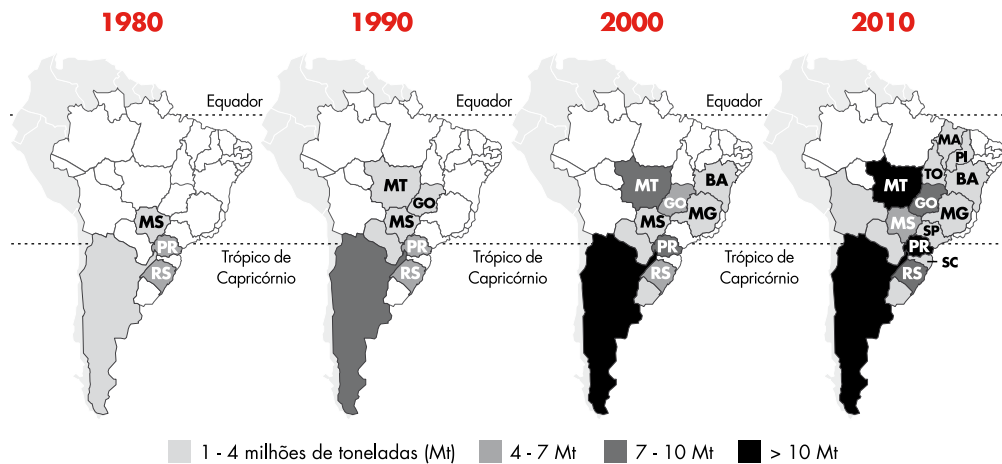 1980
1990
2000
2010
Equador
Equador
Equador
MS
PR
RS
Trópico de
Capricórnio
MT
GO
MS
PR
RS
Trópico de
Capricórnio
MT
BA
GO
MS
MG
PR
RS
Trópico de
Capricórnio
MA
PI
TO
BA
MT
GO
MG
MS
SP
PR
SC
RS
1 - 4 milhões de toneladas (Mt)
4 - 7 Mt
7 - 10 Mt
> 10 Mt